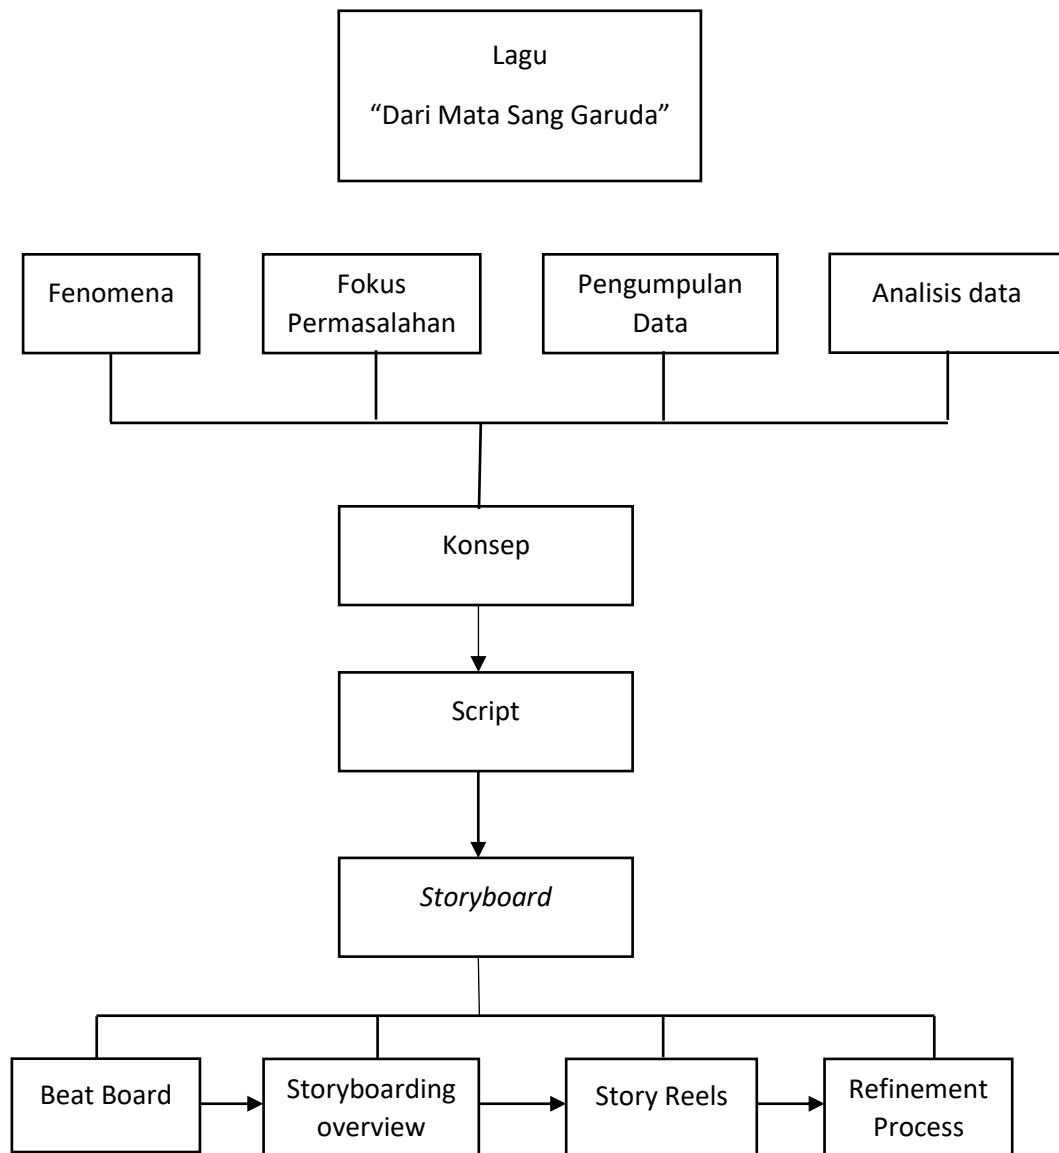 Lagu
“Dari Mata Sang Garuda”
Fenomena
Fokus
Permasalahan
Pengumpulan
Data
Analisis data
Konsep
Script
Storyboard
Beat Board
Storyboarding
overview
Story Reels
Refinement
Process